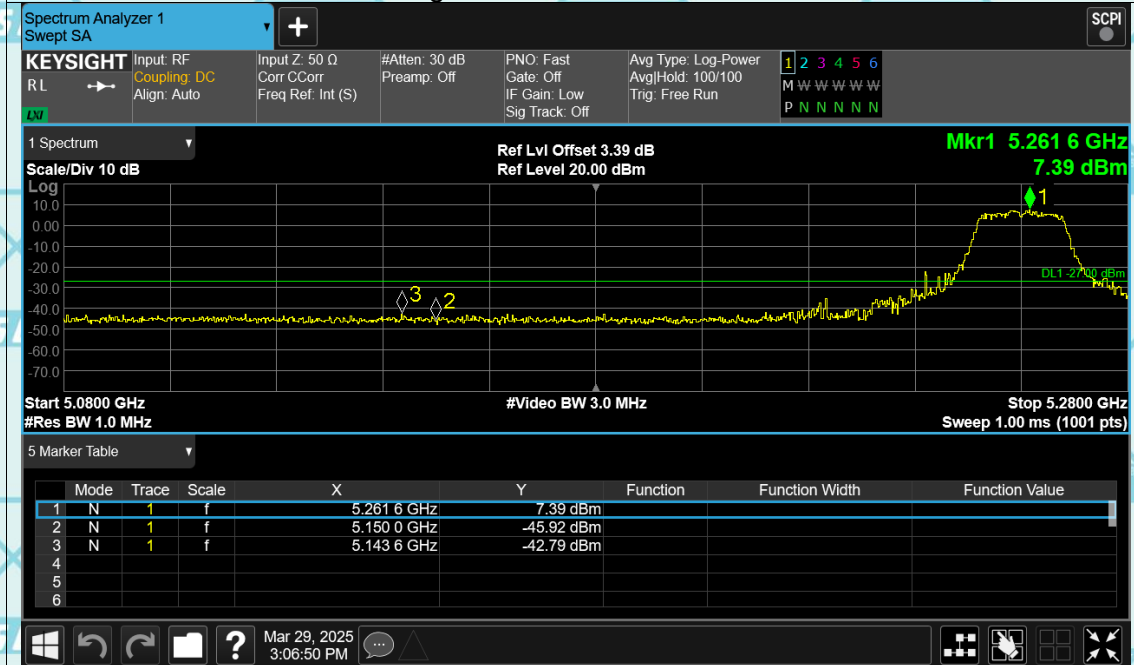 Spectrum Analyzer 1
Swept SA
+
SCPI
KEYSIGHT
R L
LXI
Input: RF
Coupling: DC
Align: Auto
Input Z: 50 Ω
Corr CCorr
Freq Ref: Int (S)
#Atten: 30 dB
Preamp: Off
PNO: Fast
Gate: Off
IF Gain: Low
Sig Track: Off
Avg Type: Log-Power
Avg|Hold: 100/100
Trig: Free Run
1 2 3 4 5 6
M W W W W W
P N N N N N
1 Spectrum
Scale/Div 10 dB
Ref Lvl Offset 3.39 dB
Ref Level 20.00 dBm
Mkr1 5.261 6 GHz
7.39 dBm
Log
10.0
0.00
-10.0
-20.0
-30.0
-40.0
-50.0
-60.0
-70.0
1
DL1 -27.00 dBm
3
2
Start 5.0800 GHz
#Video BW 3.0 MHz
Stop 5.2800 GHz
#Res BW 1.0 MHz
Sweep 1.00 ms (1001 pts)
5 Marker Table
Mode Trace Scale X Y Function Function Width Function Value
1 N 1 f 5.261 6 GHz 7.39 dBm
2 N 1 f 5.150 0 GHz -45.92 dBm
3 N 1 f 5.143 6 GHz -42.79 dBm
4
5
6
?
Mar 29, 2025
3:06:50 PM